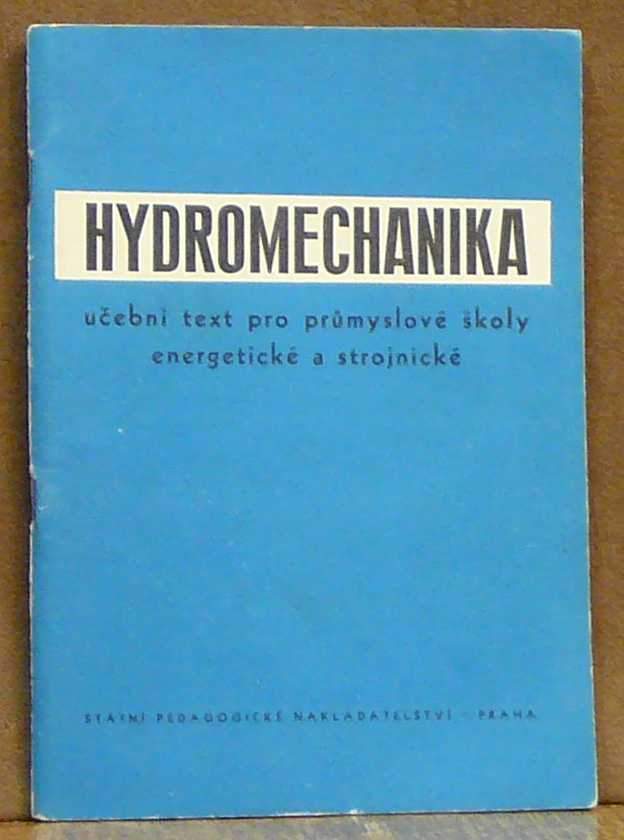 HYDROMECHANIKA
učební text pro průmyslové školy
energetické a strojnické
STÁTNÍ PEDAGOGICKÉ NAKLADATELSTVÍ - PRAHA